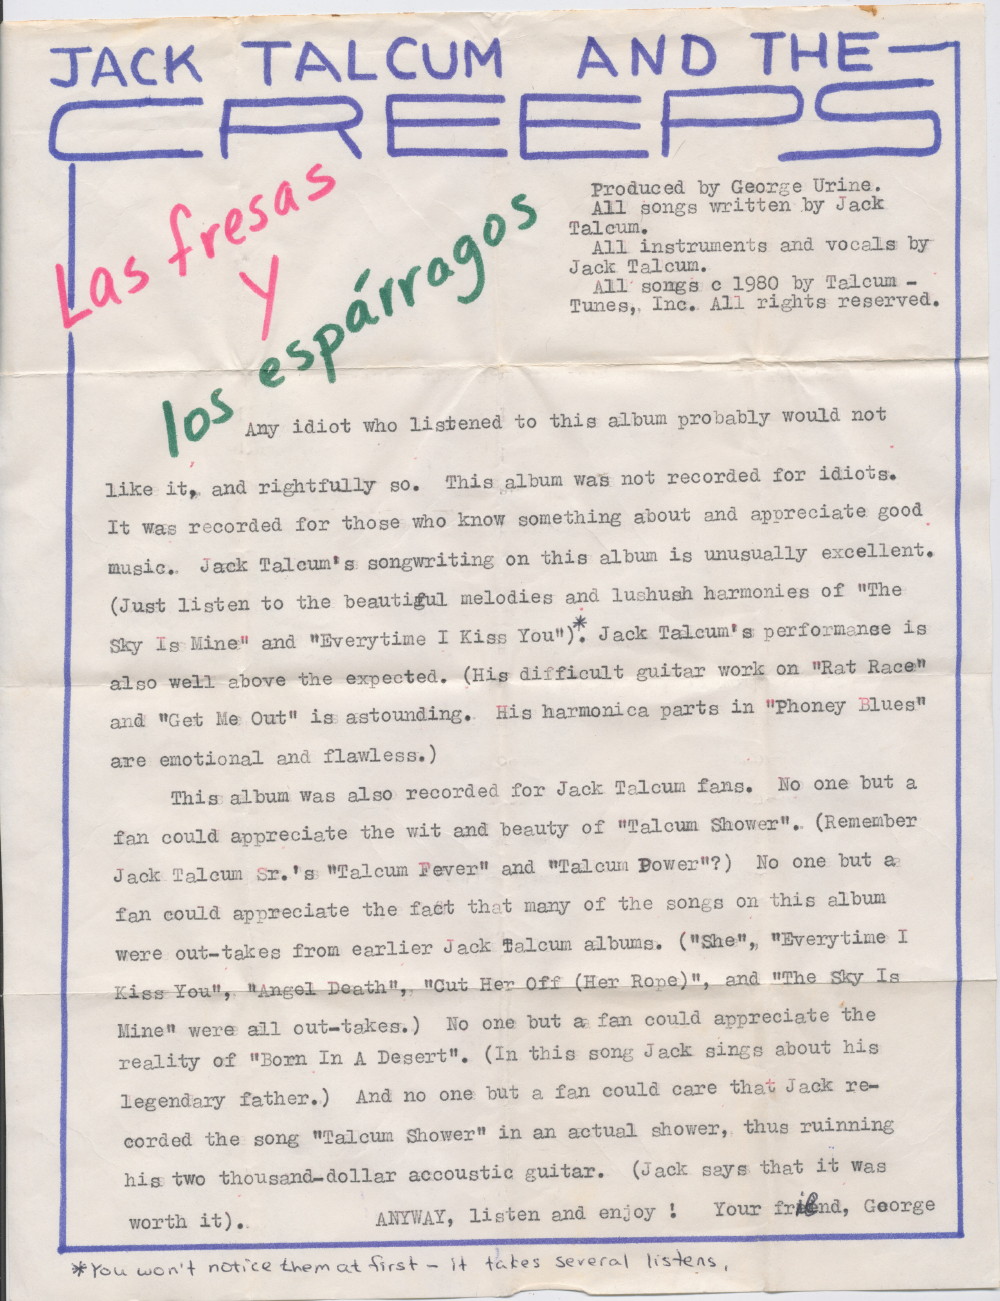 JACK TALCUM AND THE
CREEPS
Las fresas
y
los espárragos
Produced by George Urine.
All songs written by Jack
Talcum.
All instruments and vocals by
Jack Talcum.
All songs c 1980 by Talcum -
Tunes, Inc. All rights reserved.
Any idiot who listened to this album probably would not
like it, and rightfully so. This album was not recorded for idiots.
It was recorded for those who know something about and appreciate good
music. Jack Talcum's songwriting on this album is unusually excellent.
(Just listen to the beautiful melodies and lushush harmonies of "The
Sky Is Mine" and "Everytime I Kiss You")*. Jack Talcum's performance is
also well above the expected. (His difficult guitar work on "Rat Race"
and "Get Me Out" is astounding. His harmonica parts in "Phoney Blues"
are emotional and flawless.)
This album was also recorded for Jack Talcum fans. No one but a
fan could appreciate the wit and beauty of "Talcum Shower". (Remember
Jack Talcum Sr.'s "Talcum Fever" and "Talcum Power"?) No one but a
fan could appreciate the fact that many of the songs on this album
were out-takes from earlier Jack Talcum albums. ("She", "Everytime I
Kiss You", "Angel Death", "Cut Her Off (Her Rope)", and "The Sky Is
Mine" were all out-takes.) No one but a fan could appreciate the
reality of "Born In A Desert". (In this song Jack sings about his
legendary father.) And no one but a fan could care that Jack re-
corded the song "Talcum Shower" in an actual shower, thus ruinning
his two thousand-dollar accoustic guitar. (Jack says that it was
worth it). ANYWAY, listen and enjoy ! Your friend, George
*You won't notice them at first - it takes several listens.